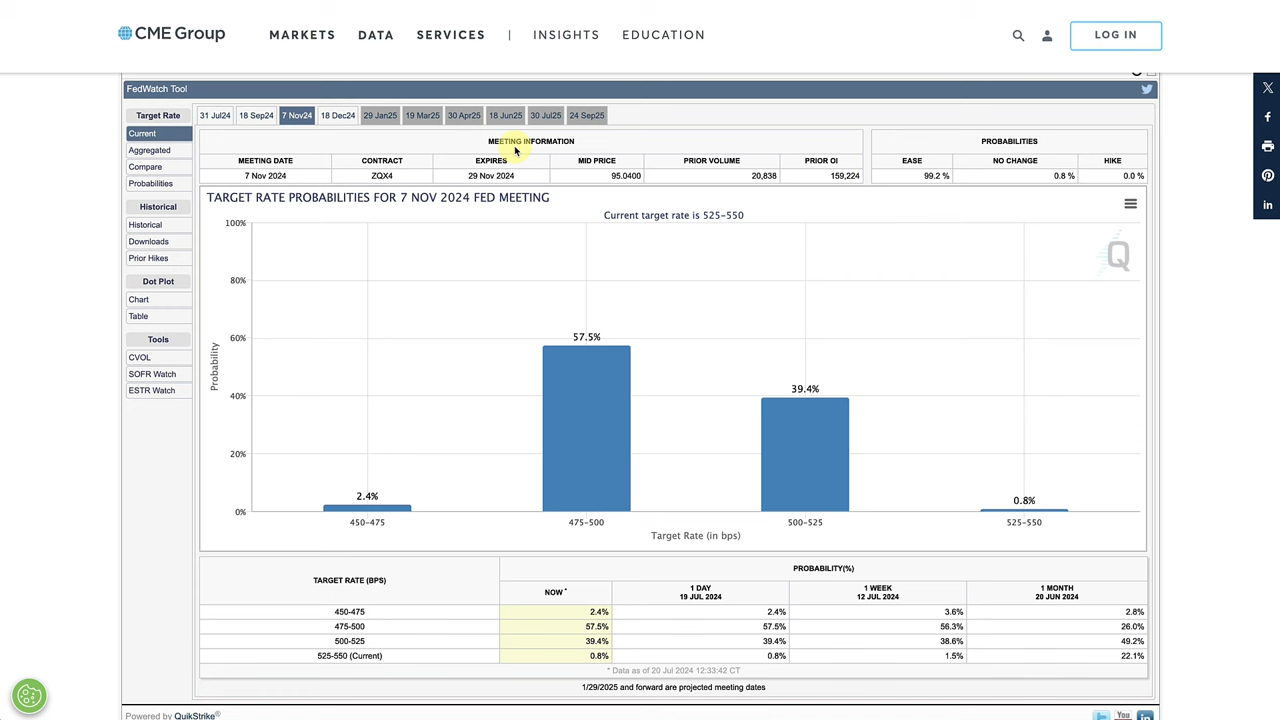 CME Group MARKETS DATA SERVICES | INSIGHTS EDUCATION LOG IN
FedWatch Tool
Target Rate
Current
Aggregated
Compare
Probabilities
Historical
Historical
Downloads
Prior Hikes
Dot Plot
Chart
Table
Tools
CVOL
SOFR Watch
ESTR Watch
31 Jul24 18 Sep24 7 Nov24 18 Dec24 29 Jan25 19 Mar25 30 Apr25 18 Jun25 30 Jul25 24 Sep25
MEETING INFORMATION
MEETING DATE CONTRACT EXPIRES MID PRICE PRIOR VOLUME PRIOR OI
7 Nov 2024 ZQX4 29 Nov 2024 95.0400 20,838 159,224
PROBABILITIES
EASE NO CHANGE HIKE
99.2 % 0.8 % 0.0 %
TARGET RATE PROBABILITIES FOR 7 NOV 2024 FED MEETING
Current target rate is 525-550
Q
Probability
100%
80%
60%
40%
20%
0%
2.4%
57.5%
39.4%
0.8%
450-475 475-500 500-525 525-550
Target Rate (in bps)
TARGET RATE (BPS) PROBABILITY(%)
NOW * 1 DAY 19 JUL 2024 1 WEEK 12 JUL 2024 1 MONTH 20 JUN 2024
450-475 2.4% 2.4% 3.6% 2.8%
475-500 57.5% 57.5% 56.3% 26.0%
500-525 39.4% 39.4% 38.6% 49.2%
525-550 (Current) 0.8% 0.8% 1.5% 22.1%
* Data as of 20 Jul 2024 12:33:42 CT
1/29/2025 and forward are projected meeting dates
Powered by QuikStrike®
You
in